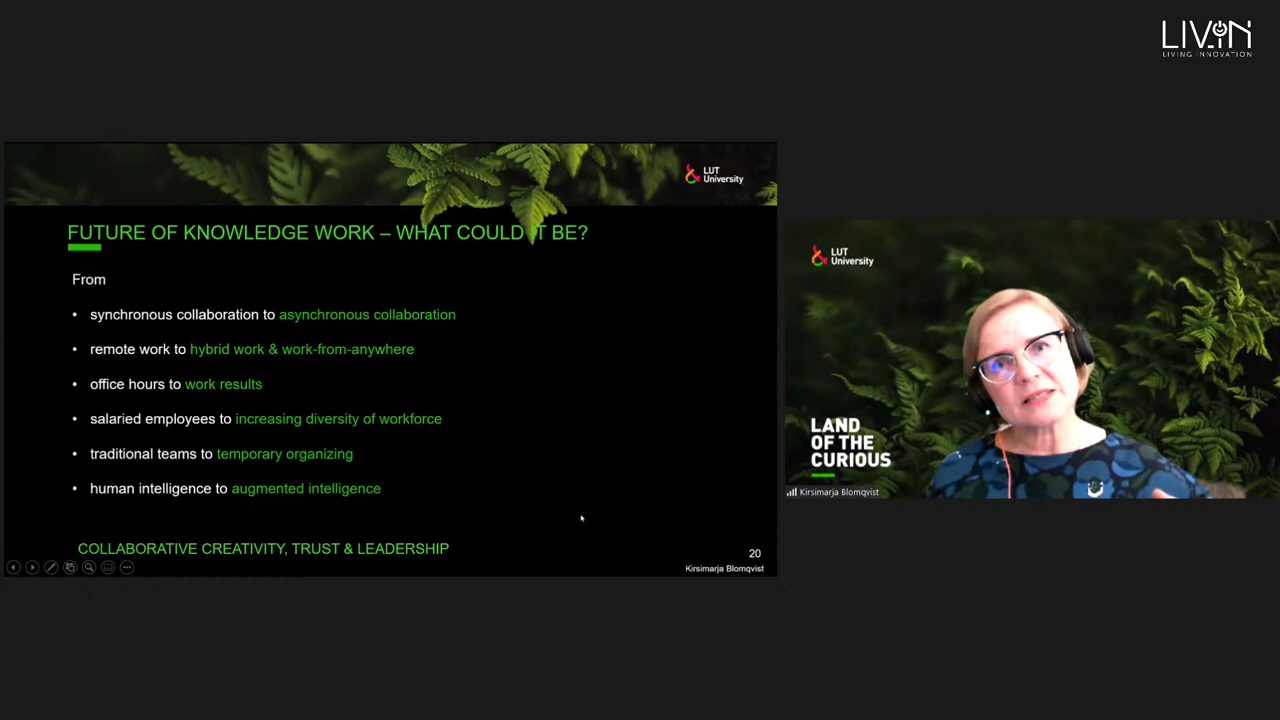 LIVIN
LIVING INNOVATION
LUT
University
FUTURE OF KNOWLEDGE WORK – WHAT COULD IT BE?
From
• synchronous collaboration to asynchronous collaboration
• remote work to hybrid work & work-from-anywhere
• office hours to work results
• salaried employees to increasing diversity of workforce
• traditional teams to temporary organizing
• human intelligence to augmented intelligence
COLLABORATIVE CREATIVITY, TRUST & LEADERSHIP
20
Kirsimarja Blomqvist
LUT
University
LAND
OF THE
CURIOUS
Kirsimarja Blomqvist